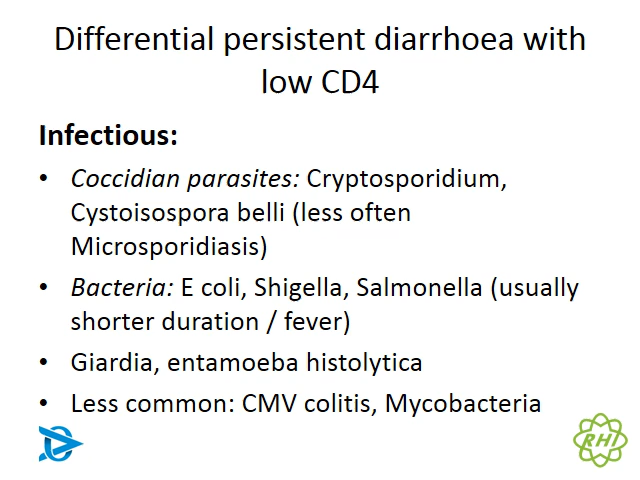 Differential persistent diarrhoea with
low CD4
Infectious:
• Coccidian parasites: Cryptosporidium,
Cystoisospora belli (less often
Microsporidiasis)
• Bacteria: E coli, Shigella, Salmonella (usually
shorter duration / fever)
• Giardia, entamoeba histolytica
• Less common: CMV colitis, Mycobacteria
RHI